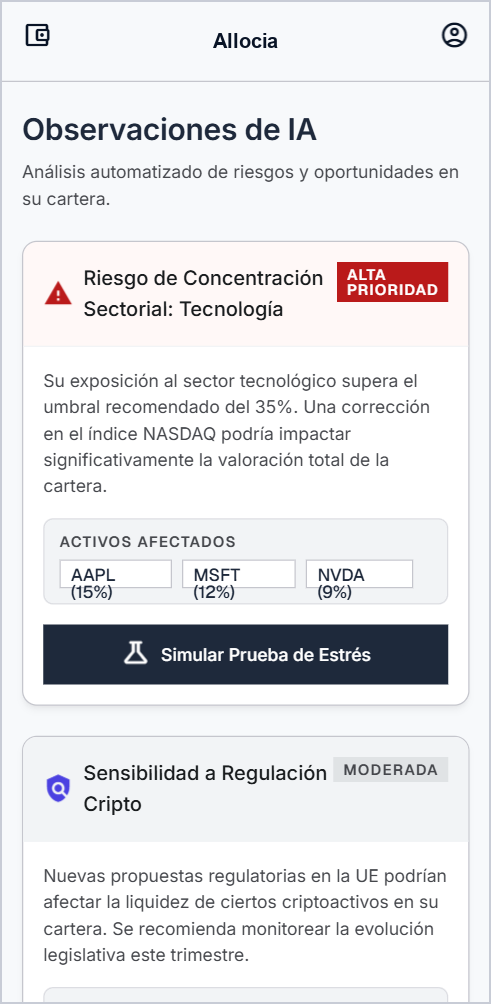 Allocia
Observaciones de IA
Análisis automatizado de riesgos y oportunidades en
su cartera.
Riesgo de Concentración
Sectorial: Tecnología
ALTA
PRIORIDAD
Su exposición al sector tecnológico supera el
umbral recomendado del 35%. Una corrección
en el índice NASDAQ podría impactar
significativamente la valoración total de la
cartera.
ACTIVOS AFECTADOS
AAPL
(15%)
MSFT
(12%)
NVDA
(9%)
Simular Prueba de Estrés
Sensibilidad a Regulación
Cripto
MODERADA
Nuevas propuestas regulatorias en la UE podrían
afectar la liquidez de ciertos criptoactivos en su
cartera. Se recomienda monitorear la evolución
legislativa este trimestre.